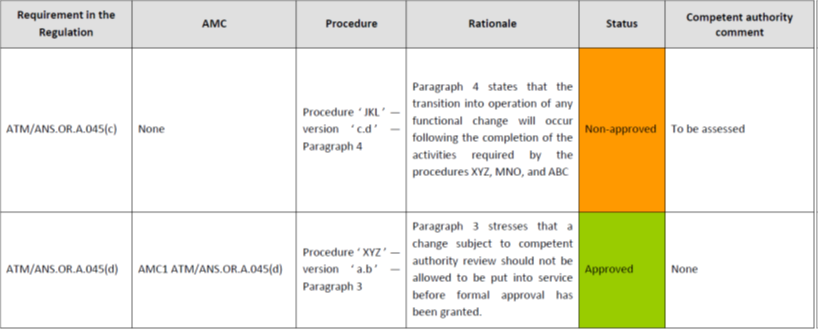 Requirement in the
Regulation
AMC
Procedure
Rationale
Status
Competent authority
comment
ATM/ANS.OR.A.045(c)
None
Procedure ‘JKL’ —
version ‘c.d’ —
Paragraph 4
Paragraph 4 states that the
transition into operation of any
functional change will occur
following the completion of the
activities required by the
procedures XYZ, MNO, and ABC
Non-approved
To be assessed
ATM/ANS.OR.A.045(d)
AMC1 ATM/ANS.OR.A.045(d)
Procedure ‘XYZ’ —
version ‘a.b’ —
Paragraph 3
Paragraph 3 stresses that a
change subject to competent
authority review should not be
allowed to be put into service
before formal approval has
been granted.
Approved
None